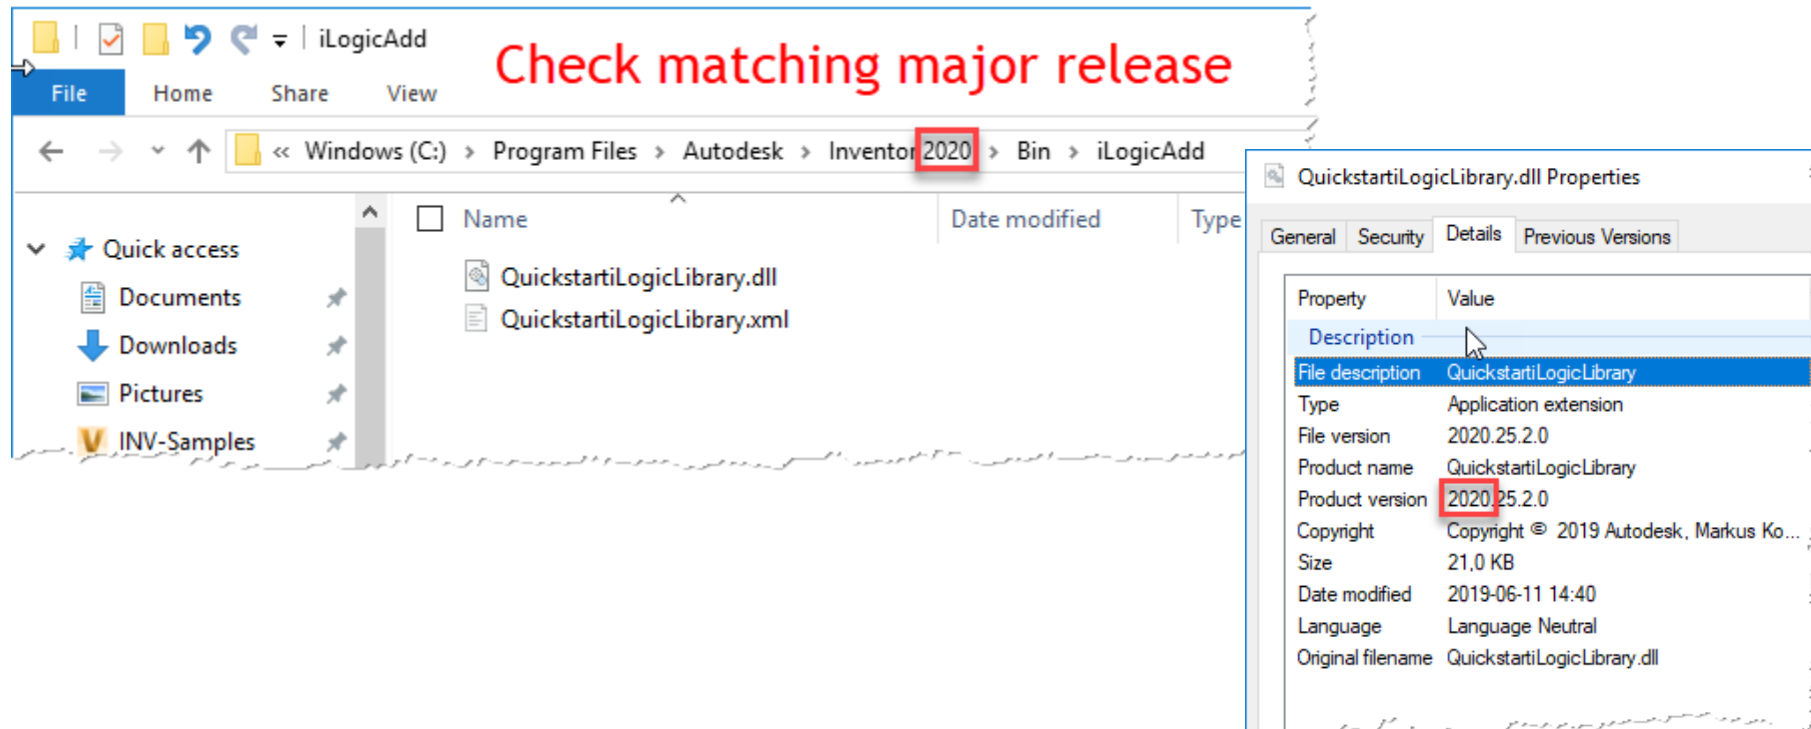 iLogicAdd
Check matching major release
File Home Share View
« Windows (C:) > Program Files > Autodesk > Inventor 2020 > Bin > iLogicAdd
QuickstartiLogicLibrary.dll Properties
Name Date modified Type
General Security Details Previous Versions
Quick access
QuickstartiLogicLibrary.dll
Documents
Property Value
QuickstartiLogicLibrary.xml
Description
Downloads
File description QuickstartiLogicLibrary
Pictures
Type Application extension
INV-Samples
File version 2020.25.2.0
Product name QuickstartiLogicLibrary
Product version 2020.25.2.0
Copyright Copyright © 2019 Autodesk, Markus Ko...
Size 21,0 KB
Date modified 2019-06-11 14:40
Language Language Neutral
Original filename QuickstartiLogicLibrary.dll